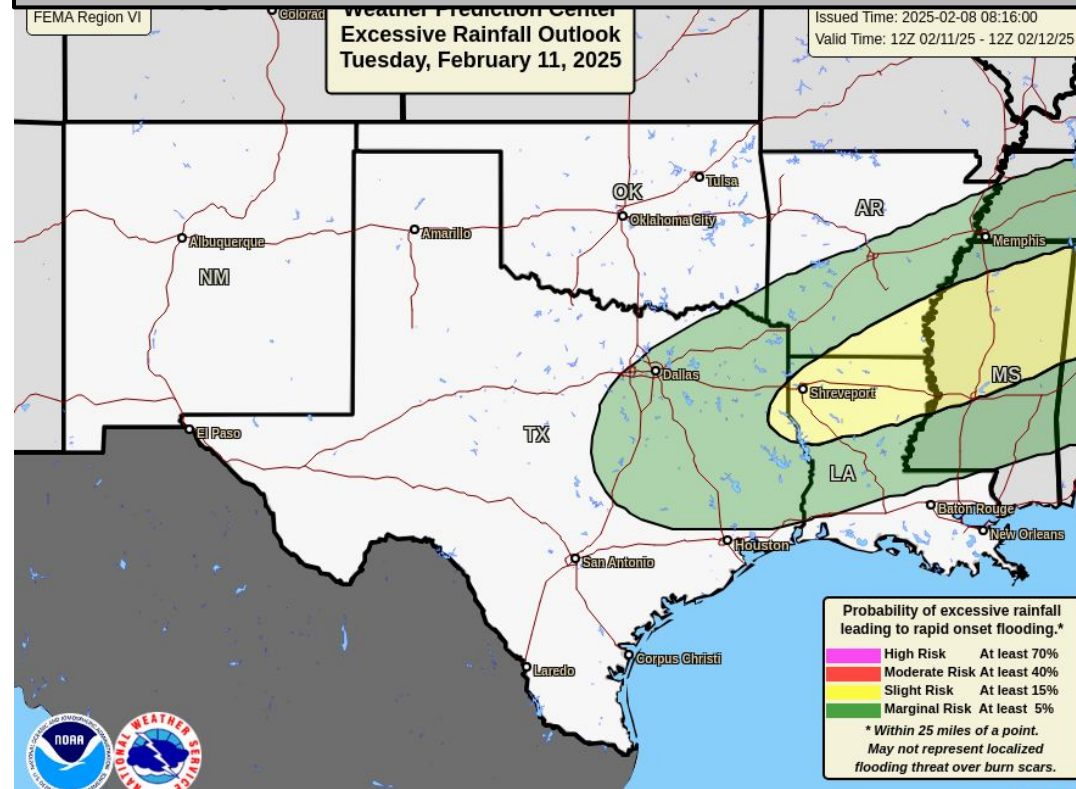 FEMA Region VI
Colorad
Weather Prediction Center
Excessive Rainfall Outlook
Tuesday, February 11, 2025
Issued Time: 2025-02-08 08:16:00
Valid Time: 12Z 02/11/25 - 12Z 02/12/25
Tulsa
OK
AR
Oklahoma City
Amarillo
Albuquerque
Memphis
NM
Dallas
MS
Shreveport
El Paso
TX
LA
Baton Rouge
New Orleans
Houston
San Antonio
Corpus Christi
Laredo
Probability of excessive rainfall
leading to rapid onset flooding.*
High Risk At least 70%
Moderate Risk At least 40%
Slight Risk At least 15%
Marginal Risk At least 5%
* Within 25 miles of a point.
May not represent localized
flooding threat over burn scars.
NOAA
NATIONAL WEATHER SERVICE